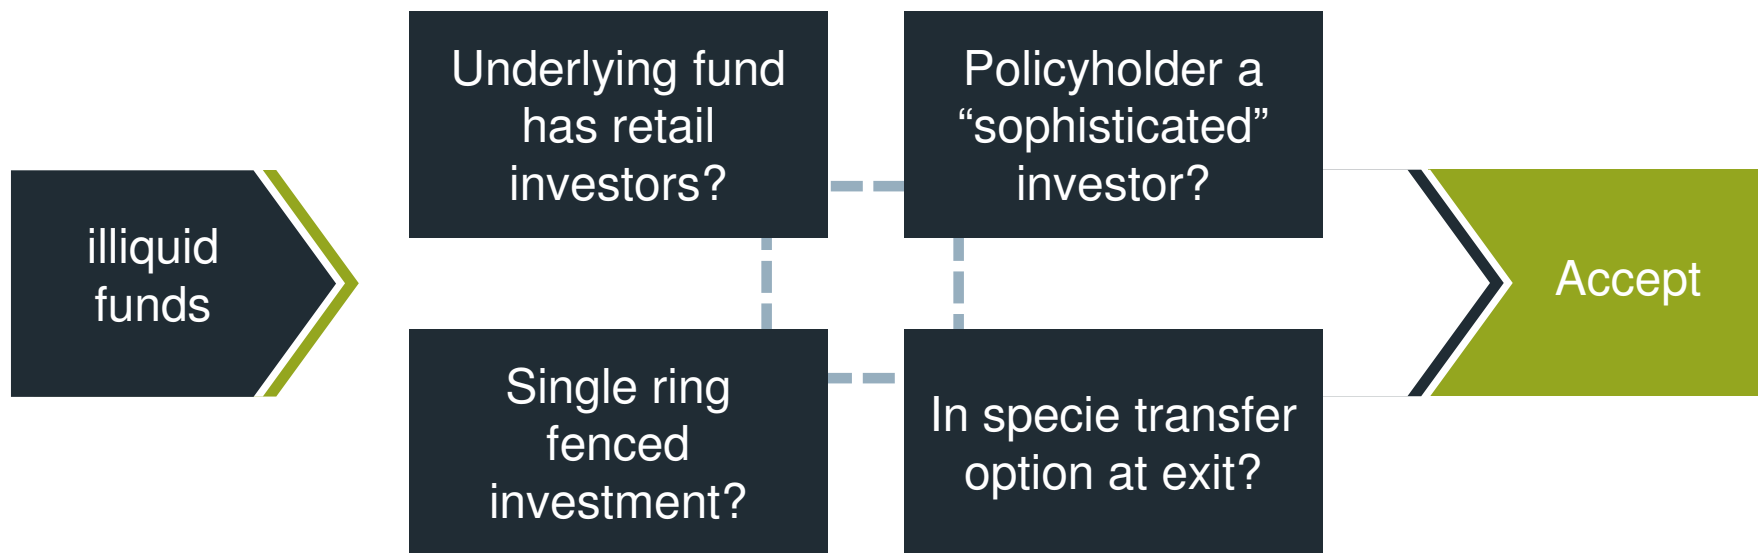 illiquid
funds
Underlying fund
has retail
investors?
Policyholder a
“sophisticated”
investor?
Single ring
fenced
investment?
In specie transfer
option at exit?
Accept